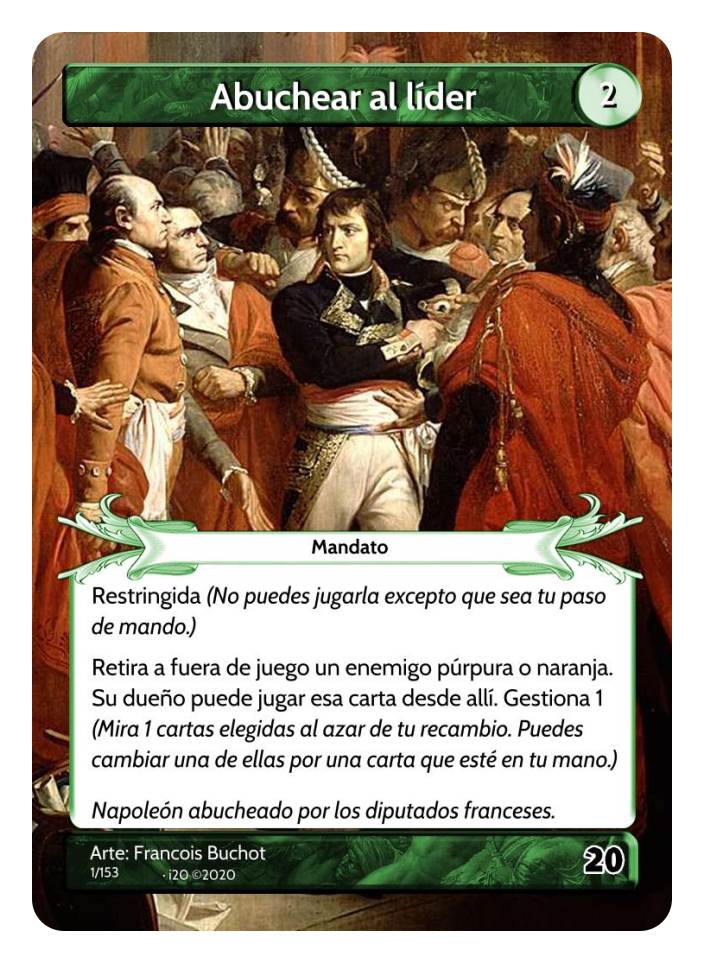 Abuchear al líder
2
Mandato
Restringida (No puedes jugarla excepto que sea tu paso
de mando.)
Retira a fuera de juego un enemigo púrpura o naranja.
Su dueño puede jugar esa carta desde allí. Gestiona 1
(Mira 1 cartas elegidas al azar de tu recambio. Puedes
cambiar una de ellas por una carta que esté en tu mano.)
Napoleón abucheado por los diputados franceses.
Arte: Francois Buchot
1/153 · i20 ©2020
20